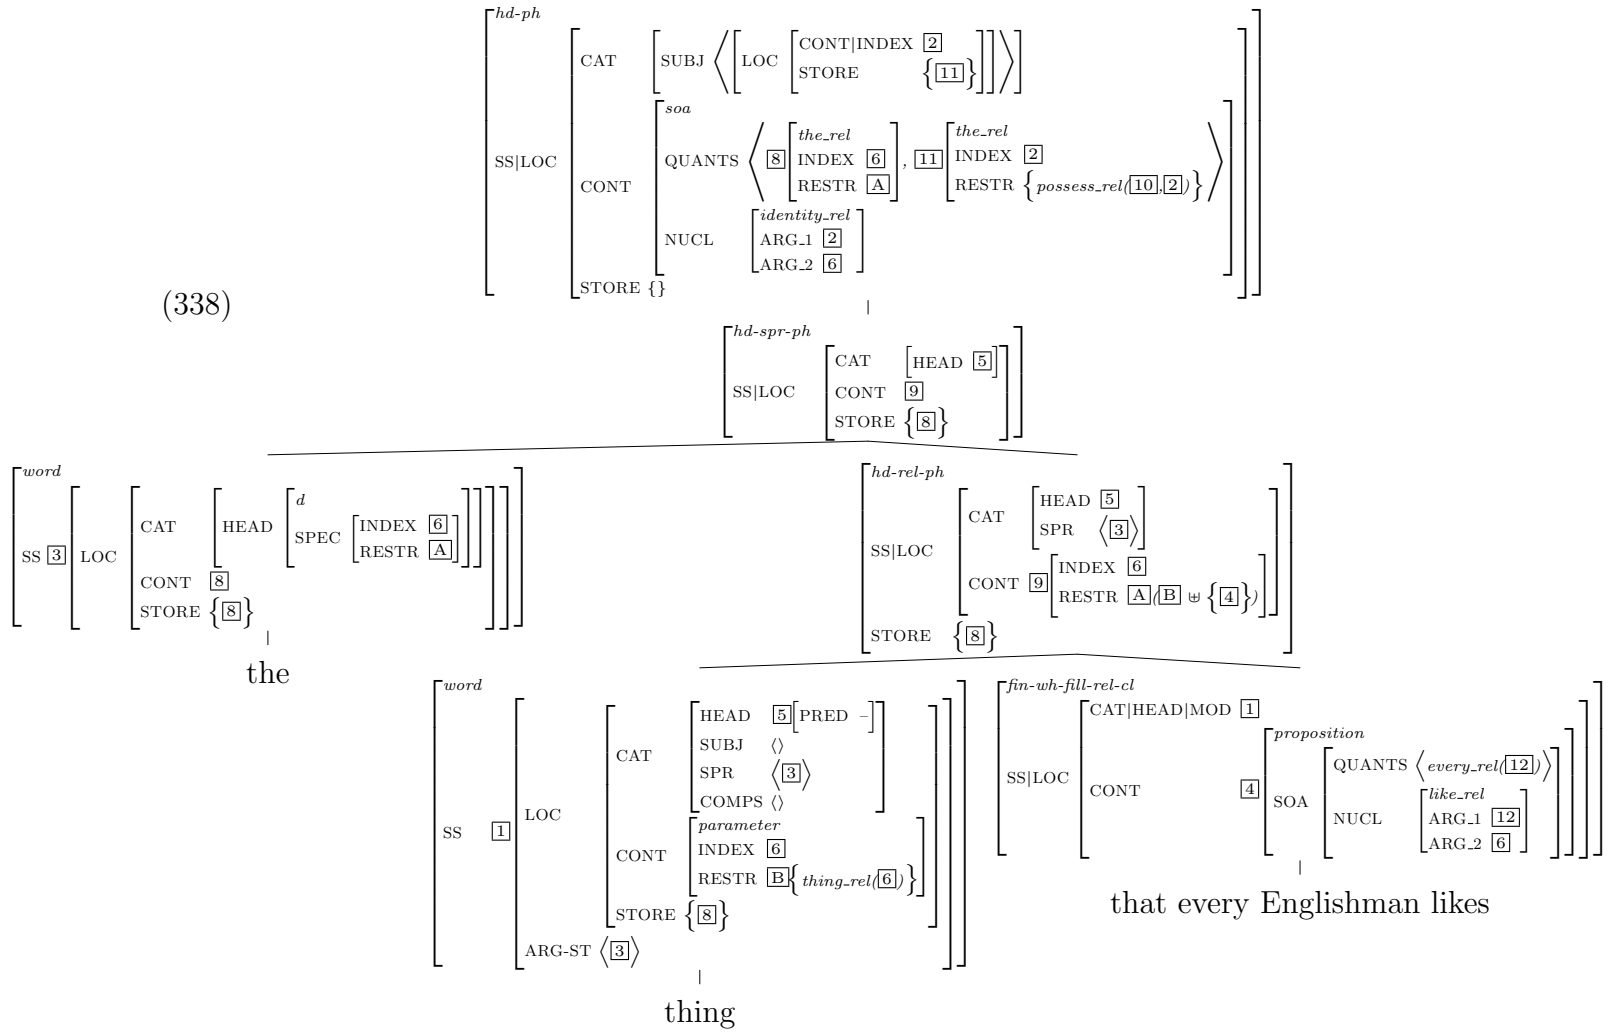 hd-ph
CAT SUBJ ⟨ LOC CONT|INDEX 2
STORE { 11 } ⟩
SS|LOC
CONT
soa
QUANTS ⟨ 8 the_rel INDEX 6 RESTR A , 11 the_rel INDEX 2 RESTR { possess_rel( 10 , 2 ) } ⟩
NUCL identity_rel
ARG_1 2
ARG_2 6
STORE {}
(338)
hd-spr-ph
SS|LOC
CAT HEAD 5
CONT 9
STORE { 8 }
word
SS 3 LOC
CAT HEAD d
SPEC INDEX 6
RESTR A
CONT 8
STORE { 8 }
the
hd-rel-ph
SS|LOC
CAT HEAD 5
SPR ⟨ 3 ⟩
CONT 9 INDEX 6
RESTR A ( B ⊎ { 4 } )
STORE { 8 }
word
SS 1
LOC
CAT
HEAD 5 PRED –
SUBJ ⟨⟩
SPR ⟨ 3 ⟩
COMPS ⟨⟩
CONT
parameter
INDEX 6
RESTR B { thing_rel( 6 ) }
STORE { 8 }
ARG-ST ⟨ 3 ⟩
thing
fin-wh-fill-rel-cl
SS|LOC
CAT|HEAD|MOD 1
CONT 4
proposition
SOA
QUANTS ⟨ every_rel( 12 ) ⟩
NUCL like_rel
ARG_1 12
ARG_2 6
that every Englishman likes